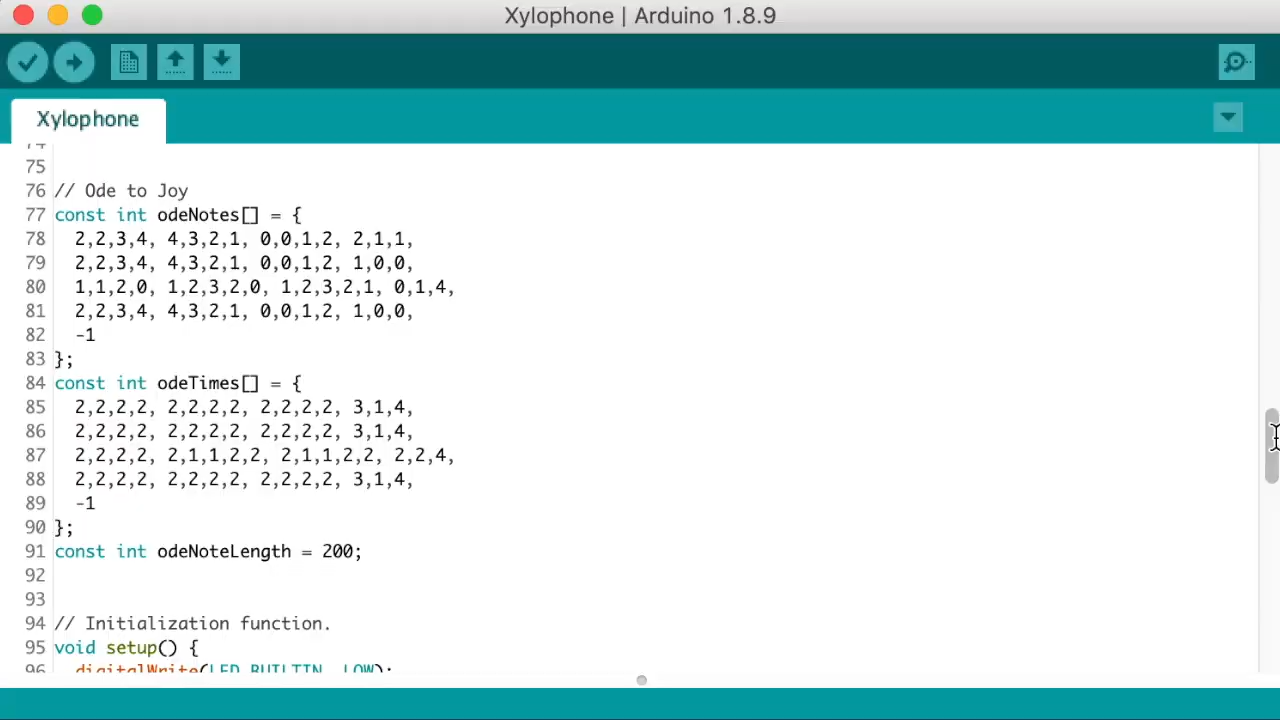 Xylophone | Arduino 1.8.9
Xylophone
74
75
76 // Ode to Joy
77 const int odeNotes[] = {
78 2,2,3,4, 4,3,2,1, 0,0,1,2, 2,1,1,
79 2,2,3,4, 4,3,2,1, 0,0,1,2, 1,0,0,
80 1,1,2,0, 1,2,3,2,0, 1,2,3,2,1, 0,1,4,
81 2,2,3,4, 4,3,2,1, 0,0,1,2, 1,0,0,
82 -1
83 };
84 const int odeTimes[] = {
85 2,2,2,2, 2,2,2,2, 2,2,2,2, 3,1,4,
86 2,2,2,2, 2,2,2,2, 2,2,2,2, 3,1,4,
87 2,2,2,2, 2,1,1,2,2, 2,1,1,2,2, 2,2,4,
88 2,2,2,2, 2,2,2,2, 2,2,2,2, 3,1,4,
89 -1
90 };
91 const int odeNoteLength = 200;
92
93
94 // Initialization function.
95 void setup() {
96 digitalWrite(LED_BUILTIN, LOW);